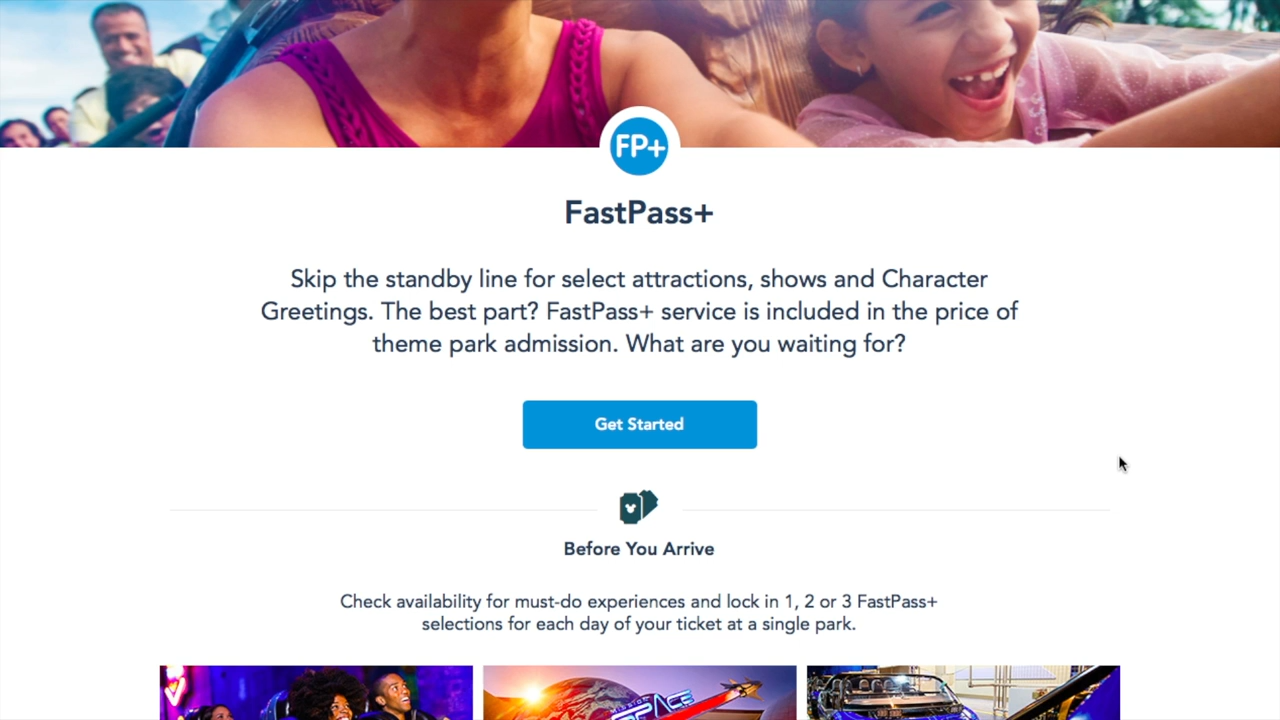 FP+
FastPass+
Skip the standby line for select attractions, shows and Character
Greetings. The best part? FastPass+ service is included in the price of
theme park admission. What are you waiting for?
Get Started
Before You Arrive
Check availability for must-do experiences and lock in 1, 2 or 3 FastPass+
selections for each day of your ticket at a single park.
SPACE